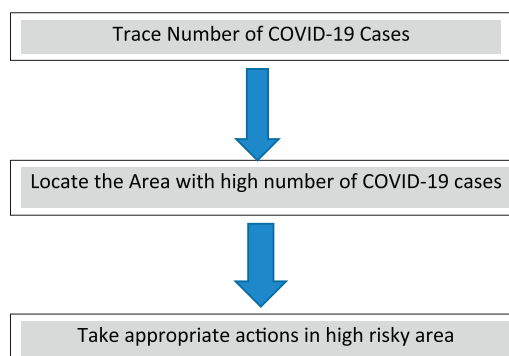 Trace Number of COVID-19 Cases
Locate the Area with high number of COVID-19 cases
Take appropriate actions in high risky area